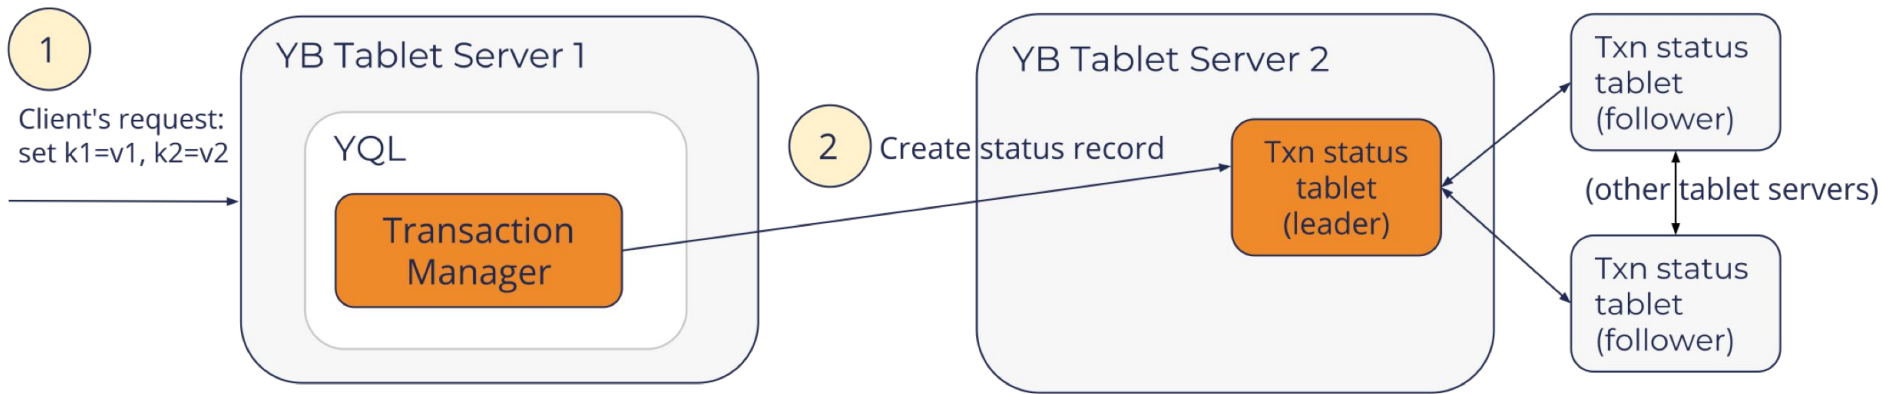 1
Client's request:
set k1=v1, k2=v2
YB Tablet Server 1
YQL
Transaction
Manager
2
Create status record
YB Tablet Server 2
Txn status
tablet
(leader)
Txn status
tablet
(follower)
(other tablet servers)
Txn status
tablet
(follower)